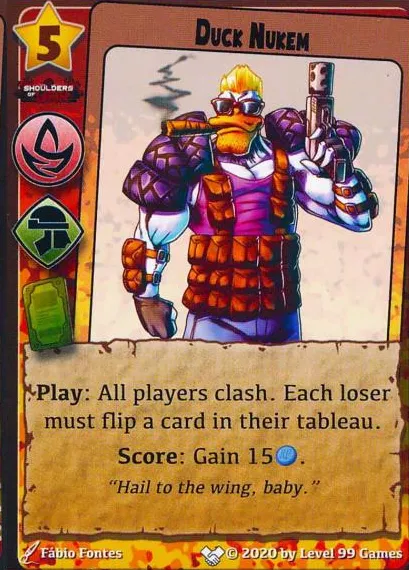 5
Duck Nukem
SHOULDERS
OF
Play: All players clash. Each loser
must flip a card in their tableau.
Score: Gain 15.
"Hail to the wing, baby."
Fábio Fontes
© 2020 by Level 99 Games